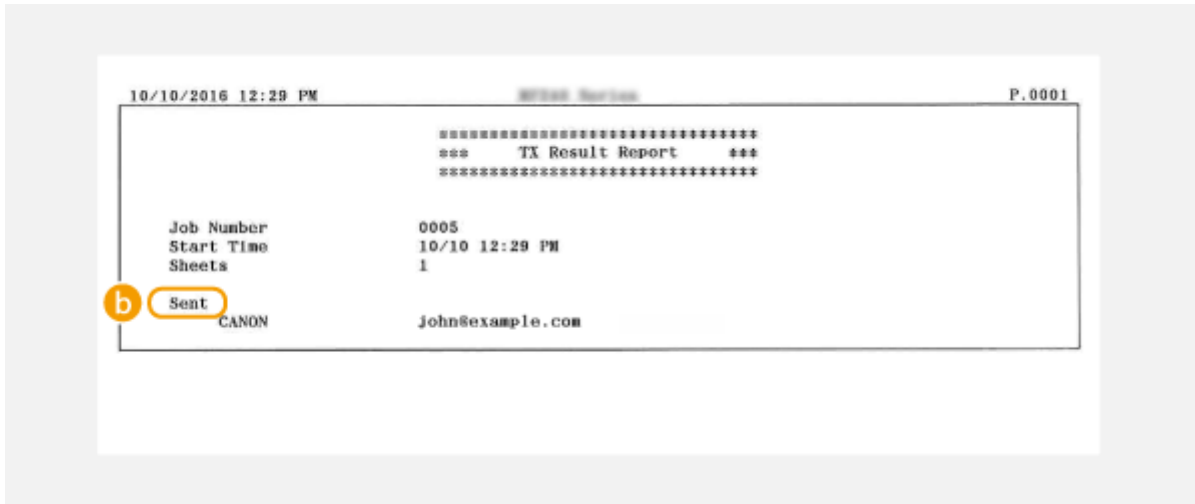 10/10/2016 12:29 PM P.0001
********************************
*** TX Result Report ***
********************************
Job Number 0005
Start Time 10/10 12:29 PM
Sheets 1
b Sent
CANON john@example.com